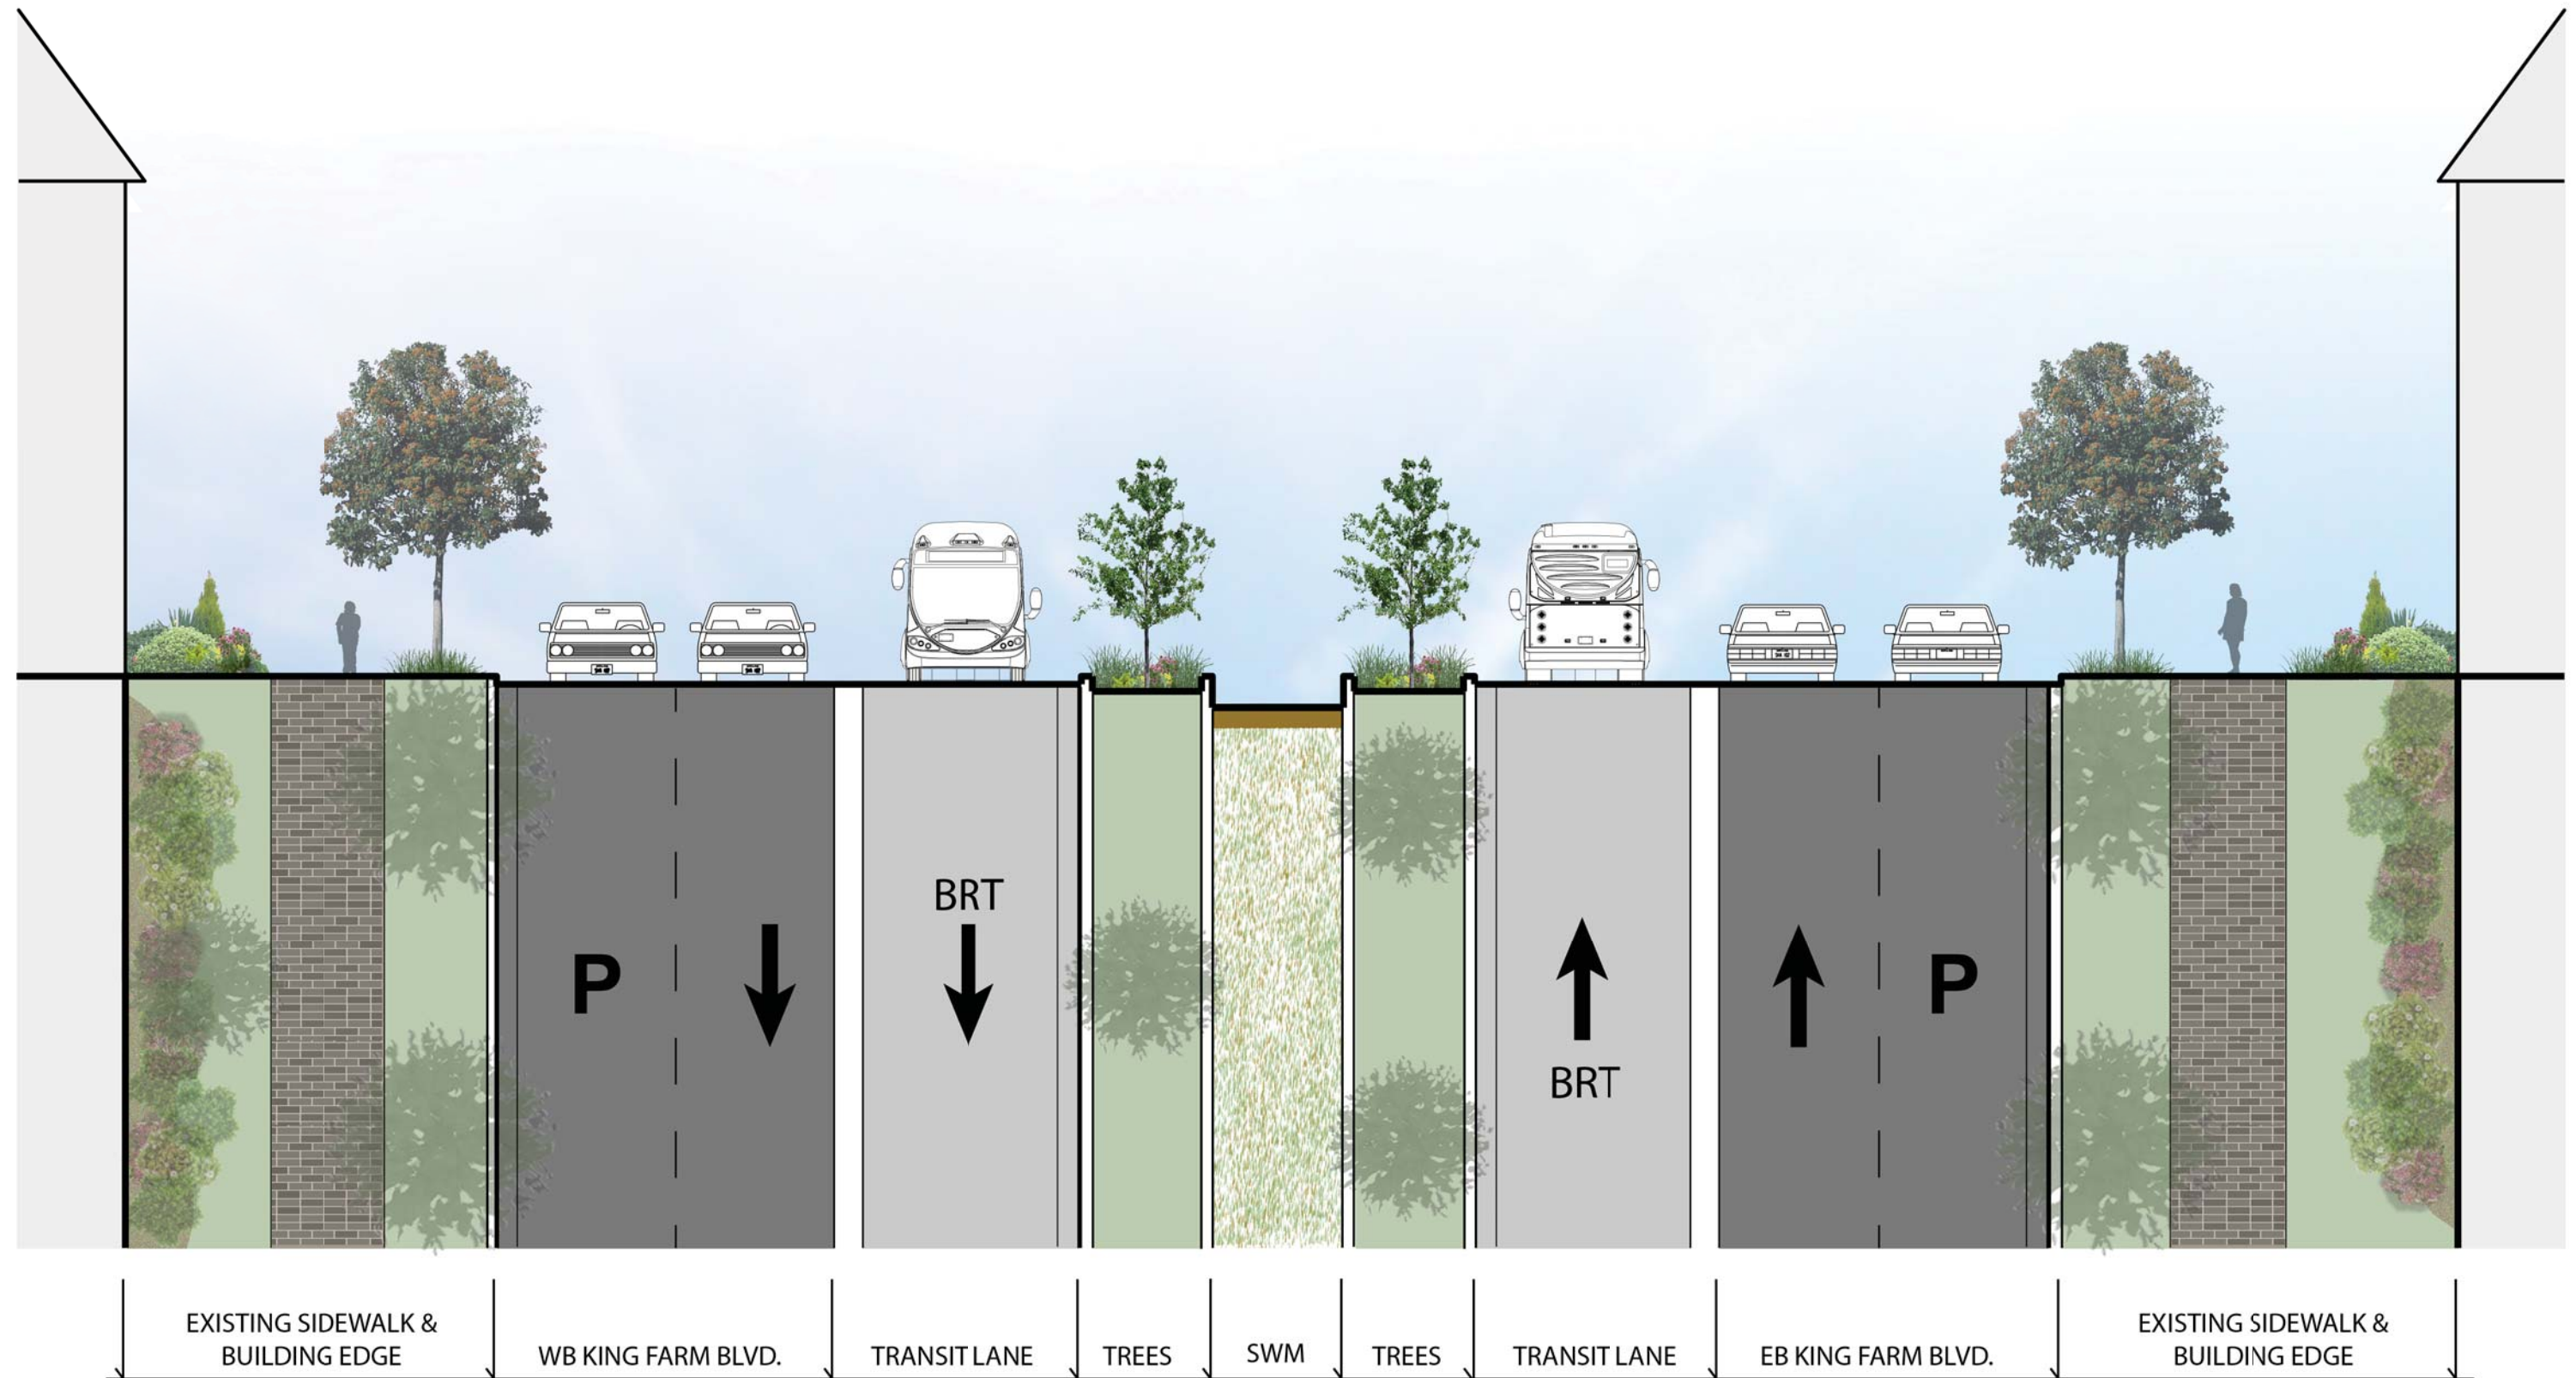 BRT
P
P
BRT
EXISTING SIDEWALK &
BUILDING EDGE
WB KING FARM BLVD.
TRANSIT LANE
TREES
SWM
TREES
TRANSIT LANE
EB KING FARM BLVD.
EXISTING SIDEWALK &
BUILDING EDGE